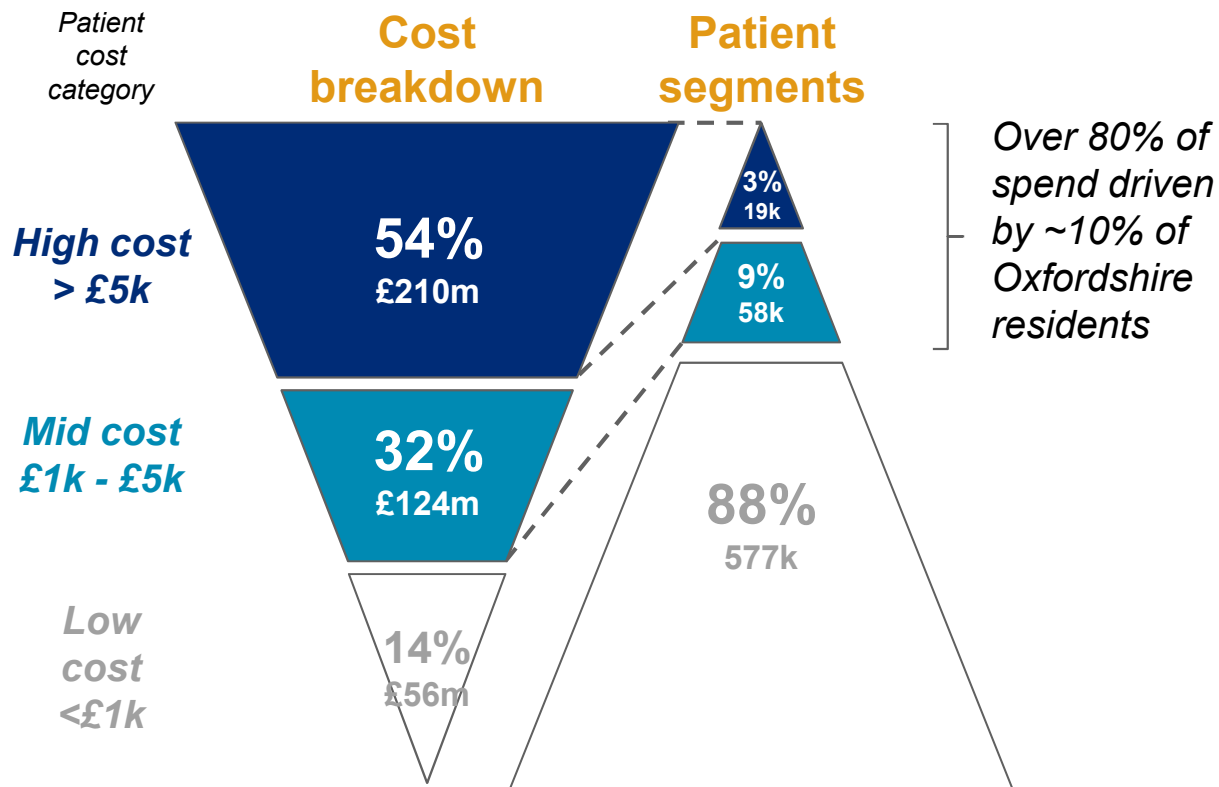 Patient
cost
category
Cost
breakdown
Patient
segments
High cost
> £5k
54%
£210m
3%
19k
9%
58k
Over 80% of
spend driven
by ~10% of
Oxfordshire
residents
Mid cost
£1k - £5k
32%
£124m
88%
577k
Low
cost
<£1k
14%
£56m